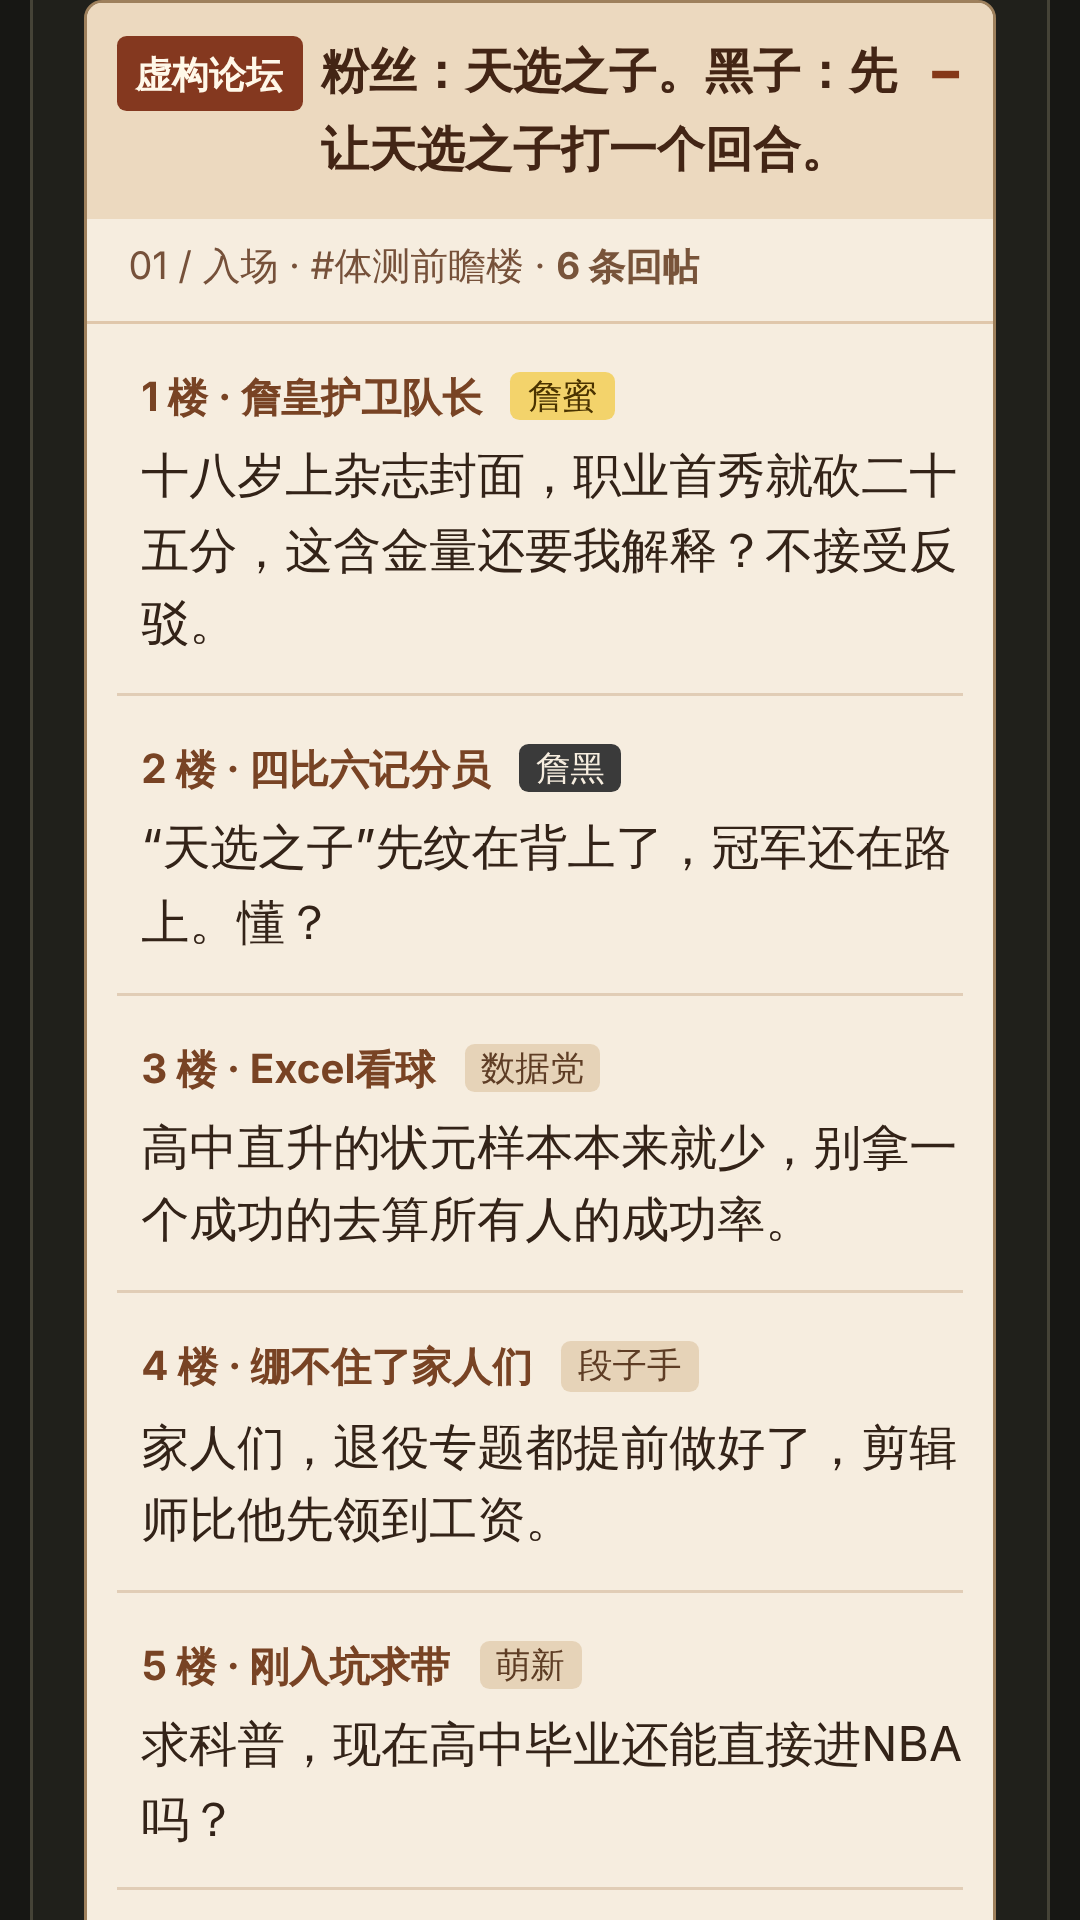 虚构论坛 粉丝：天选之子。黑子：先 –
让天选之子打一个回合。
01 / 入场 · #体测前瞻楼 · 6 条回帖
1 楼 · 詹皇护卫队长 詹蜜
十八岁上杂志封面，职业首秀就砍二十
五分，这含金量还要我解释？不接受反
驳。
2 楼 · 四比六记分员 詹黑
“天选之子”先纹在背上了，冠军还在路
上。懂？
3 楼 · Excel看球 数据党
高中直升的状元样本本来就少，别拿一
个成功的去算所有人的成功率。
4 楼 · 绷不住了家人们 段子手
家人们，退役专题都提前做好了，剪辑
师比他先领到工资。
5 楼 · 刚入坑求带 萌新
求科普，现在高中毕业还能直接进NBA
吗？